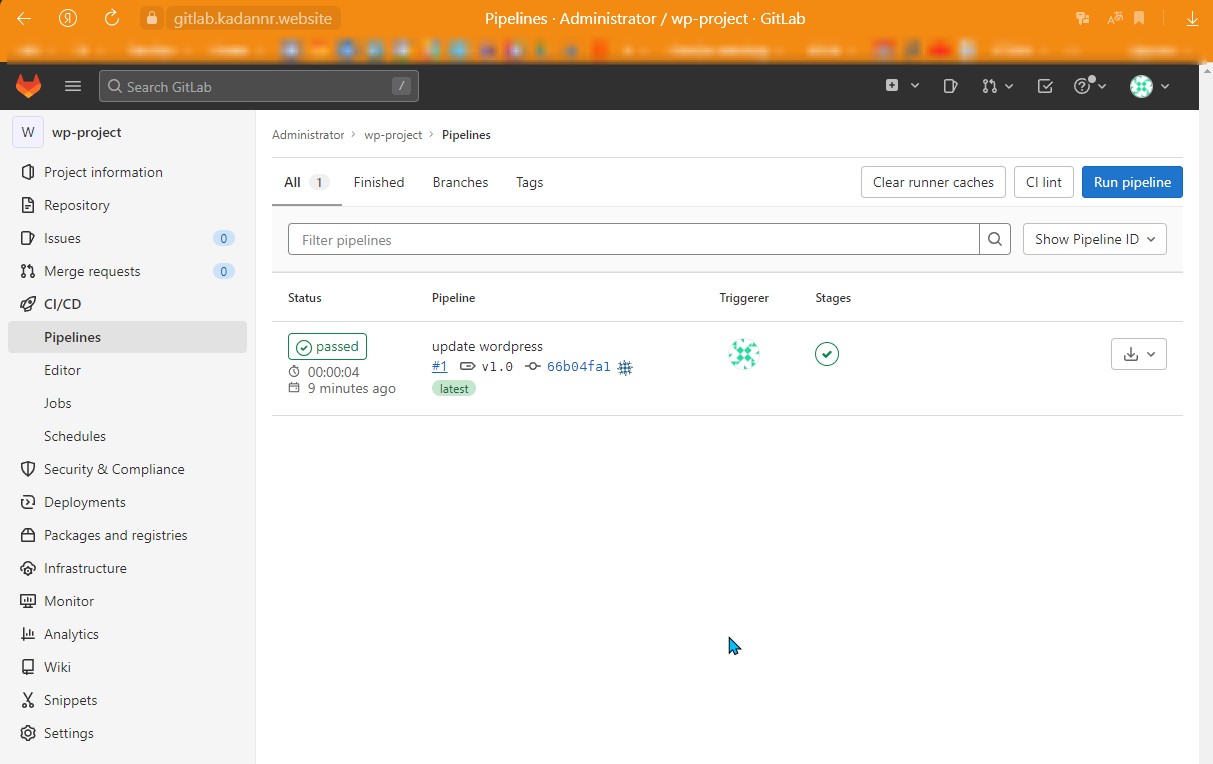 gitlab.kadannr.website
Pipelines · Administrator / wp-project · GitLab
Search GitLab /
W wp-project
Administrator › wp-project › Pipelines
Project information
Repository
Issues 0
Merge requests 0
CI/CD
Pipelines
Editor
Jobs
Schedules
Security & Compliance
Deployments
Packages and registries
Infrastructure
Monitor
Analytics
Wiki
Snippets
Settings
All 1 Finished Branches Tags
Clear runner caches CI lint Run pipeline
Filter pipelines Show Pipeline ID
Status Pipeline Triggerer Stages
passed
00:00:04
9 minutes ago
update wordpress
#1 v1.0 66b04fa1
latest